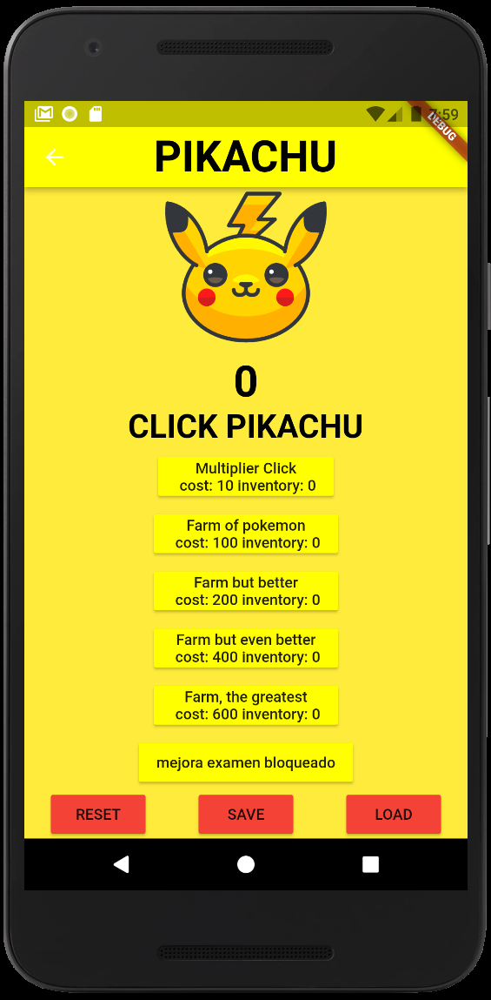 7:59
DEBUG
PIKACHU
0
CLICK PIKACHU
Multiplier Click
cost: 10 inventory: 0
Farm of pokemon
cost: 100 inventory: 0
Farm but better
cost: 200 inventory: 0
Farm but even better
cost: 400 inventory: 0
Farm, the greatest
cost: 600 inventory: 0
mejora examen bloqueado
RESET SAVE LOAD